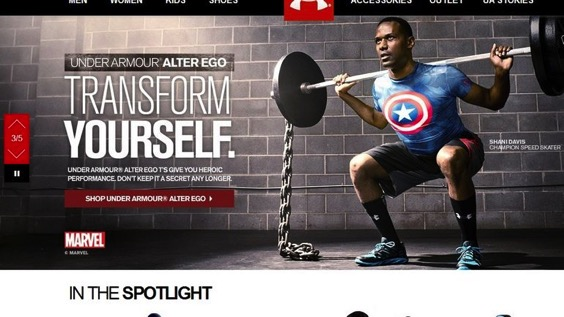 MEN WOMEN KIDS SHOES ACCESSORIES OUTLET UA STORIES
UNDER ARMOUR® ALTER EGO
TRANSFORM
YOURSELF.
UNDER ARMOUR® ALTER EGO T'S GIVE YOU HEROIC
PERFORMANCE. DON'T KEEP IT A SECRET ANY LONGER.
SHOP UNDER ARMOUR® ALTER EGO
3/5
SHANI DAVIS
CHAMPION SPEED SKATER
MARVEL
© MARVEL
IN THE SPOTLIGHT